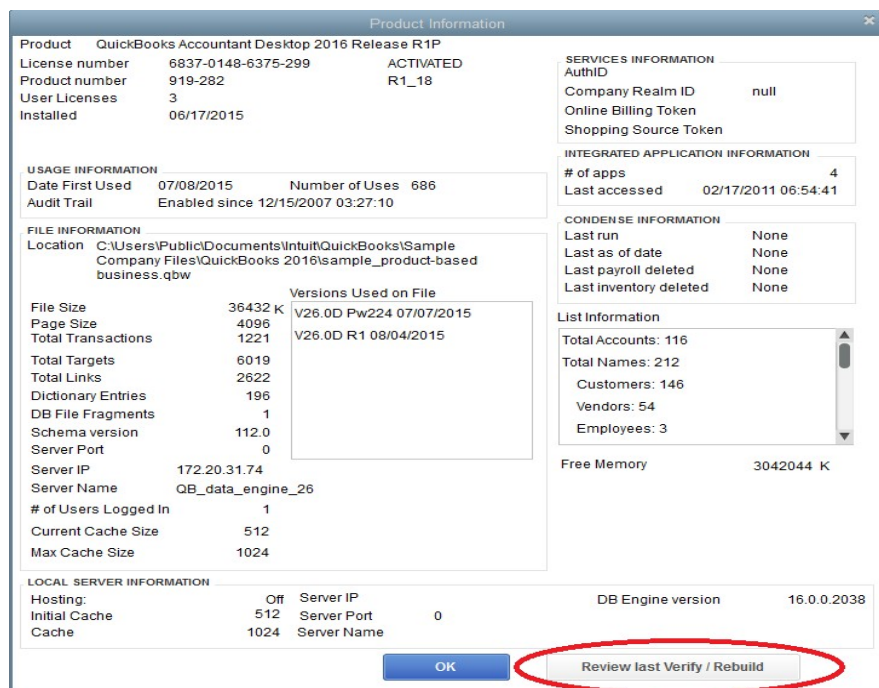 Product Information
Product QuickBooks Accountant Desktop 2016 Release R1P
License number 6837-0148-6375-299 ACTIVATED
Product number 919-282 R1_18
User Licenses 3
Installed 06/17/2015
SERVICES INFORMATION
AuthID
Company Realm ID null
Online Billing Token
Shopping Source Token
USAGE INFORMATION
Date First Used 07/08/2015 Number of Uses 686
Audit Trail Enabled since 12/15/2007 03:27:10
INTEGRATED APPLICATION INFORMATION
# of apps 4
Last accessed 02/17/2011 06:54:41
FILE INFORMATION
Location C:\Users\Public\Documents\Intuit\QuickBooks\Sample
Company Files\QuickBooks 2016\sample_product-based
business.qbw
File Size 36432 K
Page Size 4096
Total Transactions 1221
Total Targets 6019
Total Links 2622
Dictionary Entries 196
DB File Fragments 1
Schema version 112.0
Server Port 0
Server IP 172.20.31.74
Server Name QB_data_engine_26
# of Users Logged In 1
Current Cache Size 512
Max Cache Size 1024
Versions Used on File
V26.0D Pw224 07/07/2015
V26.0D R1 08/04/2015
CONDENSE INFORMATION
Last run None
Last as of date None
Last payroll deleted None
Last inventory deleted None
List Information
Total Accounts: 116
Total Names: 212
Customers: 146
Vendors: 54
Employees: 3
Free Memory 3042044 K
LOCAL SERVER INFORMATION
Hosting: Off Server IP DB Engine version 16.0.0.2038
Initial Cache 512 Server Port 0
Cache 1024 Server Name
OK Review last Verify / Rebuild